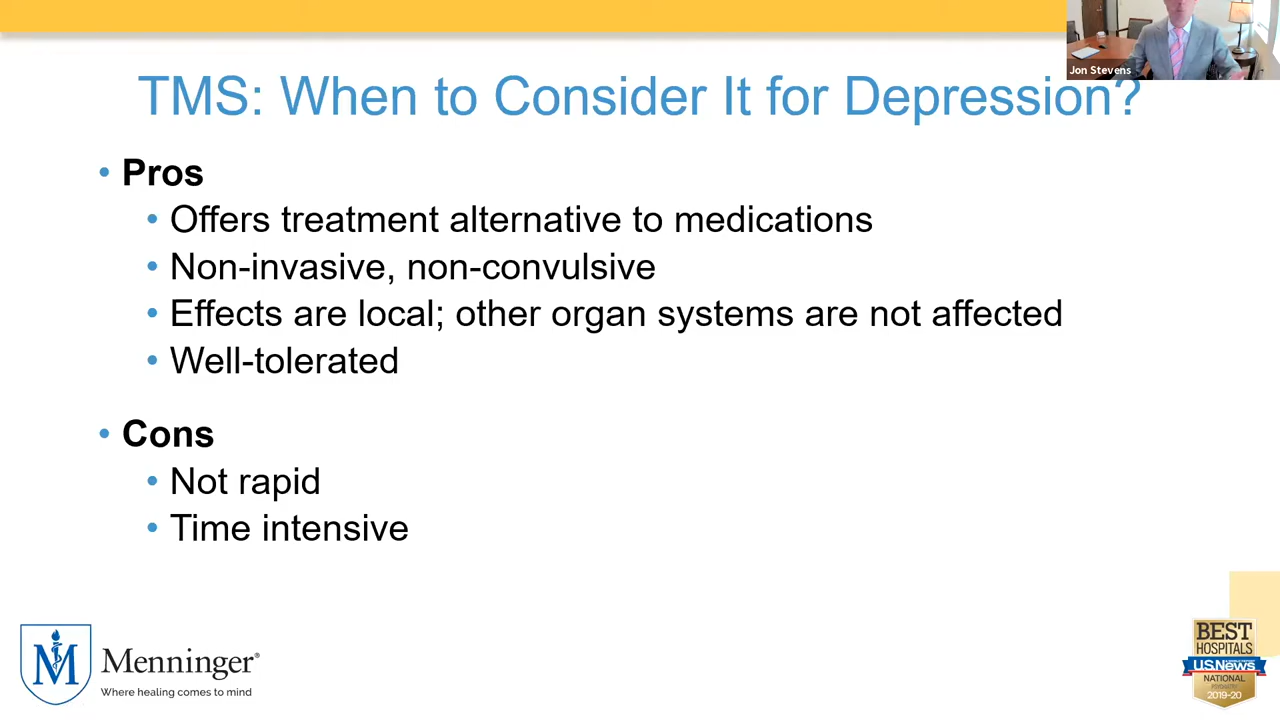 Jon Stevens
TMS: When to Consider It for Depression?
• Pros
• Offers treatment alternative to medications
• Non-invasive, non-convulsive
• Effects are local; other organ systems are not affected
• Well-tolerated
• Cons
• Not rapid
• Time intensive
M
Menninger®
Where healing comes to mind
BEST
HOSPITALS
U.S.News
NATIONAL
PSYCHIATRY
2019-20